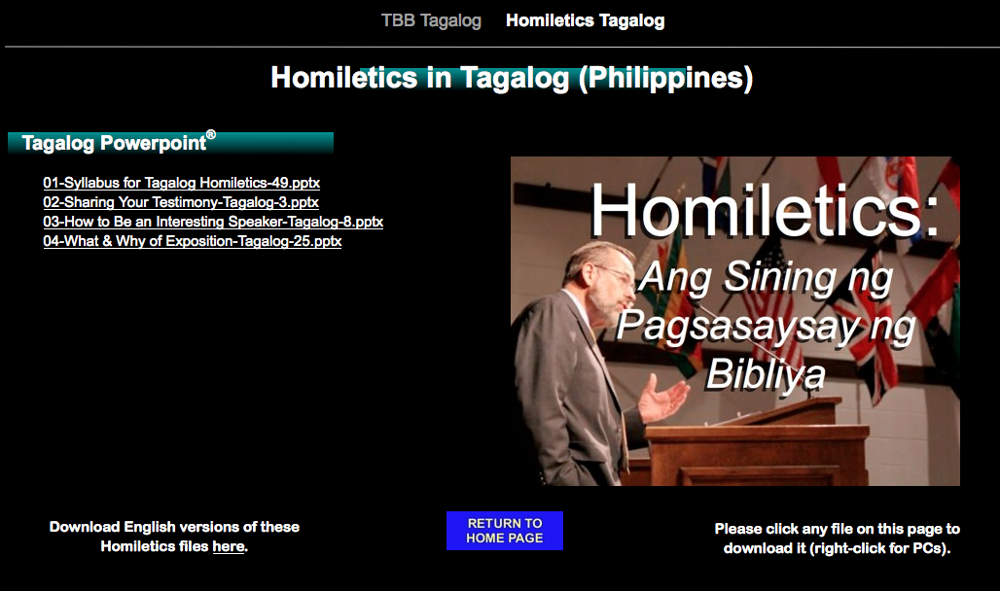 TBB Tagalog Homiletics Tagalog
Homiletics in Tagalog (Philippines)
Tagalog Powerpoint®
01-Syllabus for Tagalog Homiletics-49.pptx
02-Sharing Your Testimony-Tagalog-3.pptx
03-How to Be an Interesting Speaker-Tagalog-8.pptx
04-What & Why of Exposition-Tagalog-25.pptx
Homiletics:
Ang Sining ng
Pagsasaysay ng
Bibliya
Download English versions of these
Homiletics files here.
RETURN TO
HOME PAGE
Please click any file on this page to
download it (right-click for PCs).